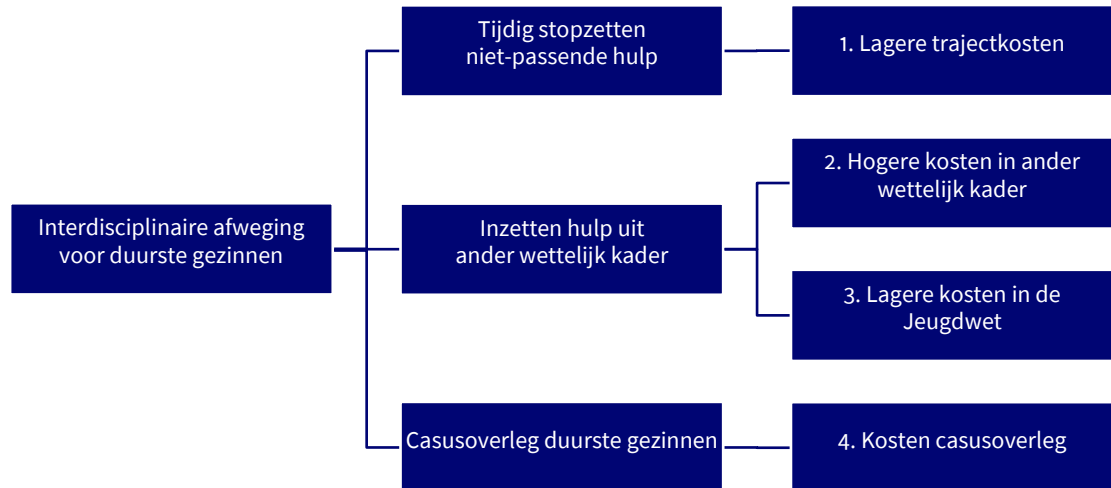 Tijdig stopzetten
niet-passende hulp
1. Lagere trajectkosten
2. Hogere kosten in ander
wettelijk kader
Interdisciplinaire afweging
voor duurste gezinnen
Inzetten hulp uit
ander wettelijk kader
3. Lagere kosten in de
Jeugdwet
Casusoverleg duurste gezinnen
4. Kosten casusoverleg